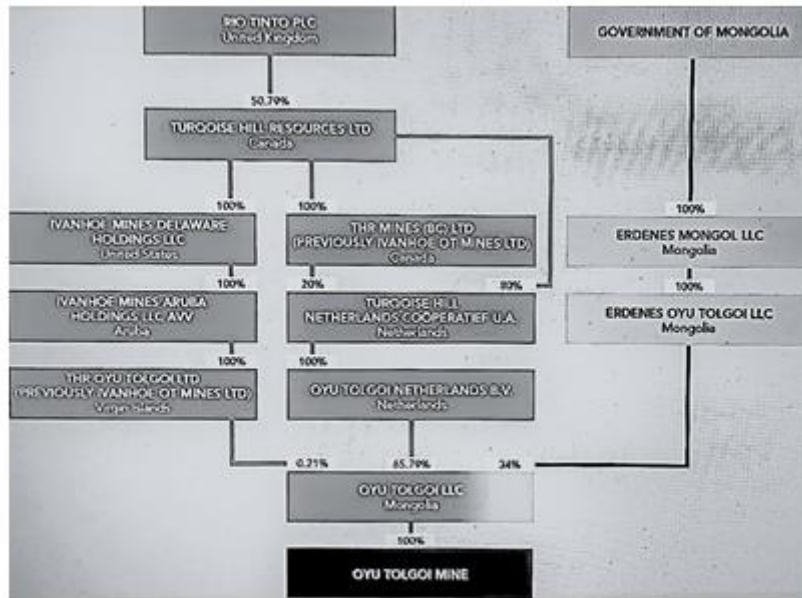 RIO TINTO PLC
United Kingdom
GOVERNMENT OF MONGOLIA
50.79%
TURQOISE HILL RESOURCES LTD
Canada
100%
100%
100%
IVANHOE MINES DELAWARE
HOLDINGS LLC
United States
THR MINES (BC) LTD
(PREVIOUSLY IVANHOE OT MINES LTD)
Canada
ERDENES MONGOL LLC
Mongolia
100%
20%
80%
100%
IVANHOE MINES ARUBA
HOLDINGS LLC AVV
Aruba
TURQOISE HILL
NETHERLANDS COÖPERATIEF U.A.
Netherlands
ERDENES OYU TOLGOI LLC
Mongolia
100%
100%
THR OYU TOLGOI LTD
(PREVIOUSLY IVANHOE OT MINES LTD)
Virgin Islands
OYU TOLGOI NETHERLANDS B.V.
Netherlands
0.21%
65.79%
34%
OYU TOLGOI LLC
Mongolia
100%
OYU TOLGOI MINE